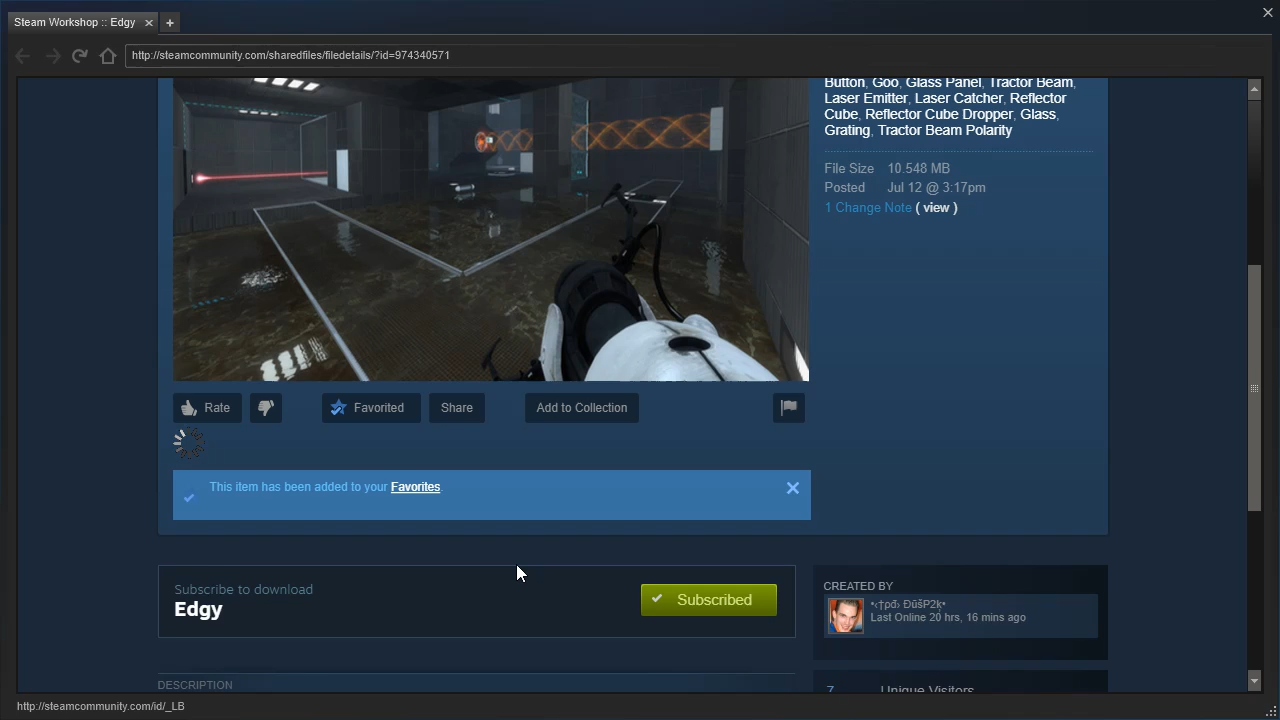 Steam Workshop :: Edgy
http://steamcommunity.com/sharedfiles/filedetails/?id=974340571
Button, Goo, Glass Panel, Tractor Beam,
Laser Emitter, Laser Catcher, Reflector
Cube, Reflector Cube Dropper, Glass,
Grating, Tractor Beam Polarity
File Size 10.548 MB
Posted Jul 12 @ 3:17pm
1 Change Note ( view )
Rate
Favorited
Share
Add to Collection
This item has been added to your Favorites.
Subscribe to download
Edgy
Subscribed
CREATED BY
Last Online 20 hrs, 16 mins ago
DESCRIPTION
7 Unique Visitors
http://steamcommunity.com/id/_LB